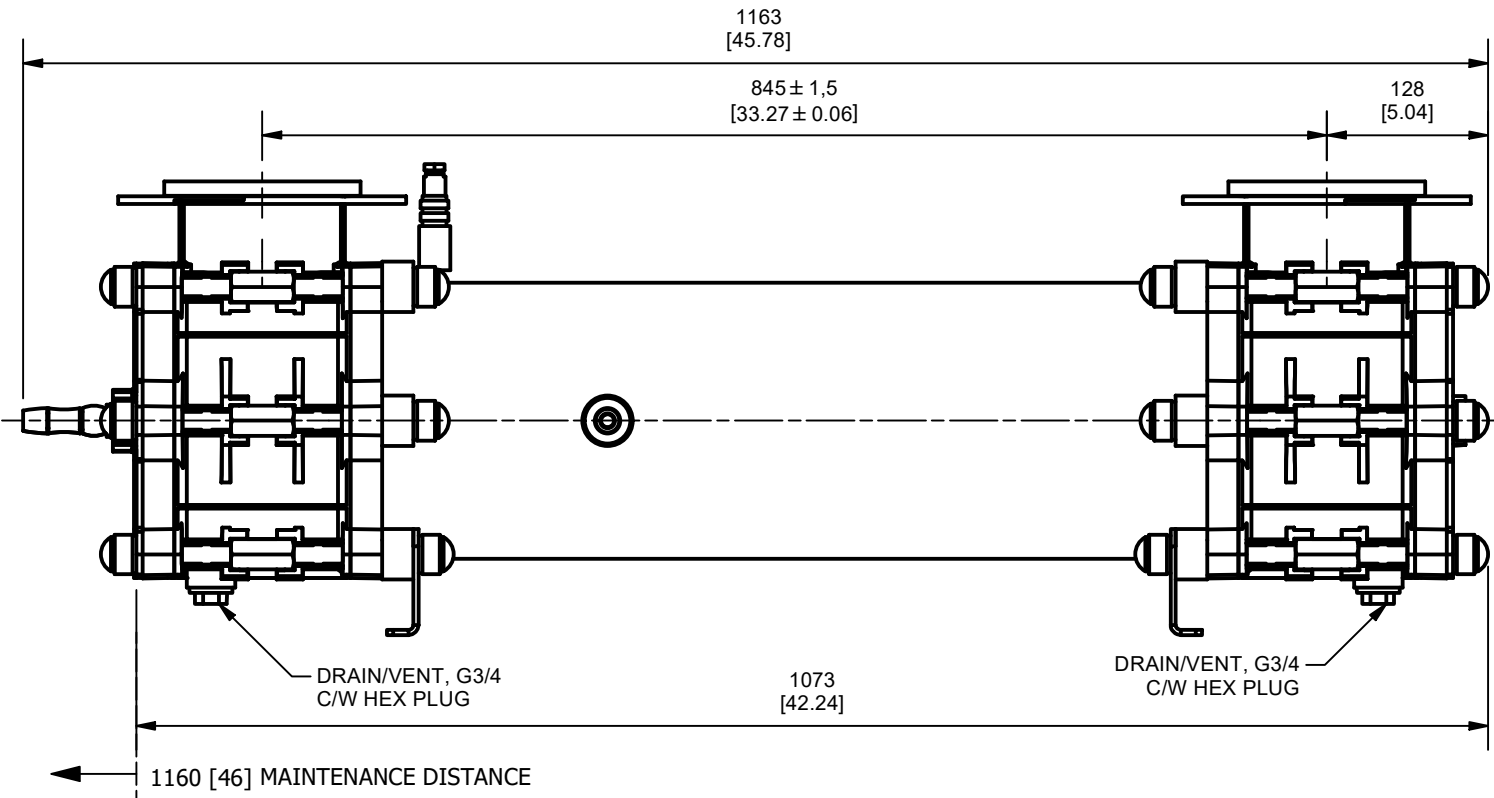 1163
[45.78]
845 ± 1,5
[33.27 ± 0.06]
128
[5.04]
DRAIN/VENT, G3/4
C/W HEX PLUG
DRAIN/VENT, G3/4
C/W HEX PLUG
1073
[42.24]
1160 [46] MAINTENANCE DISTANCE